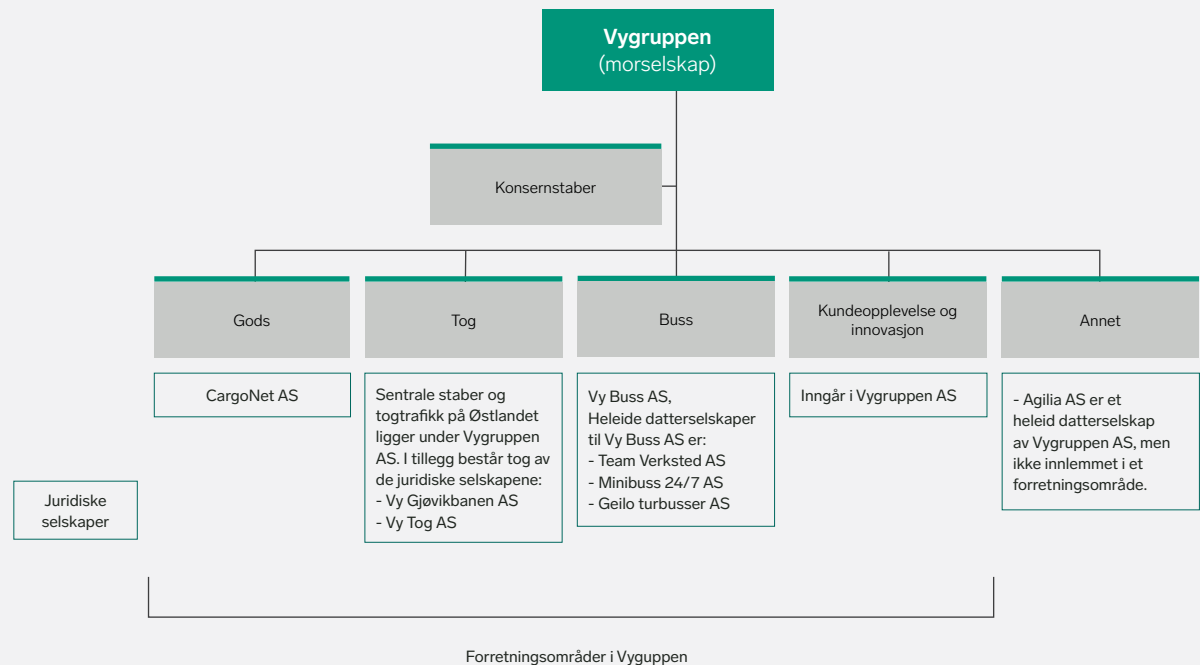 Vygruppen
(morselskap)
Konsernstaber
Gods
Tog
Buss
Kundeopplevelse og
innovasjon
Annet
CargoNet AS
Sentrale staber og
togtrafikk på Østlandet
ligger under Vygruppen
AS. I tillegg består tog av
de juridiske selskapene:
- Vy Gjøvikbanen AS
- Vy Tog AS
Vy Buss AS,
Heleide datterselskaper
til Vy Buss AS er:
- Team Verksted AS
- Minibuss 24/7 AS
- Geilo turbusser AS
Inngår i Vygruppen AS
- Agilia AS er et
heleid datterselskap
av Vygruppen AS, men
ikke innlemmet i et
forretningsområde.
Juridiske
selskaper
Forretningsområder i Vyguppen